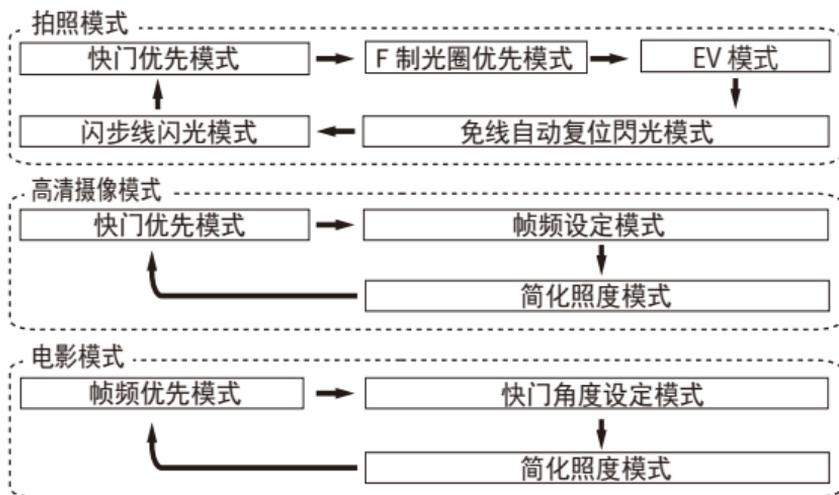 拍照模式
快门优先模式
F 制光圈优先模式
EV 模式
闪步线闪光模式
免线自动复位閃光模式
高清摄像模式
快门优先模式
帧频设定模式
简化照度模式
电影模式
帧频优先模式
快门角度设定模式
简化照度模式